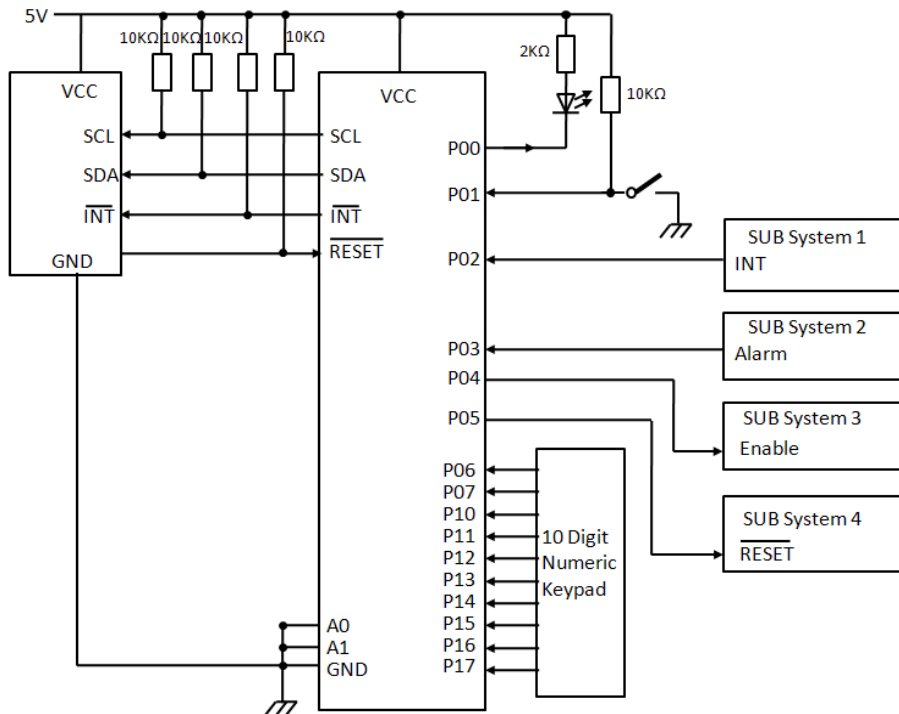 5V
10KΩ 10KΩ 10KΩ 10KΩ
2KΩ
10KΩ
VCC
SCL
SDA
INT
GND
VCC
SCL
SDA
INT
RESET
A0
A1
GND
P00
P01
P02
P03
P04
P05
P06
P07
P10
P11
P12
P13
P14
P15
P16
P17
10 Digit
Numeric
Keypad
SUB System 1
INT
SUB System 2
Alarm
SUB System 3
Enable
SUB System 4
RESET